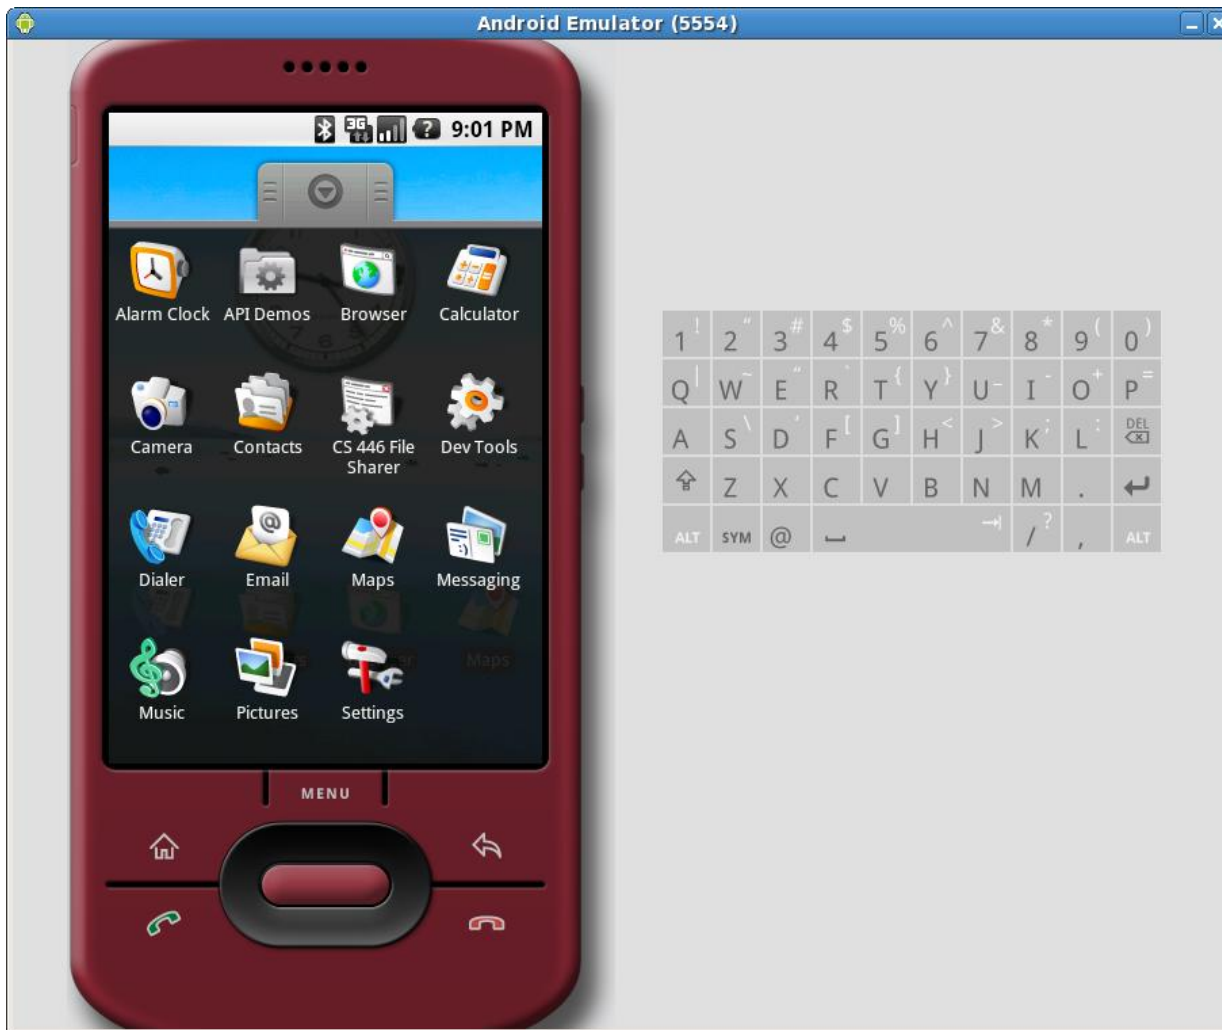 Android Emulator (5554)
3G 9:01 PM
Alarm Clock API Demos Browser Calculator
Camera Contacts CS 446 File Sharer Dev Tools
Dialer Email Maps Messaging
Maps
Music Pictures Settings
MENU
1 ! 2 " 3 # 4 $ 5 % 6 ^ 7 & 8 * 9 ( 0 )
Q | W ~ E " R ` T { Y } U _ I - O + P =
A S \ D ' F [ G ] H < J > K ; L : DEL
Z X C V B N M .
ALT SYM @ / ? , ALT